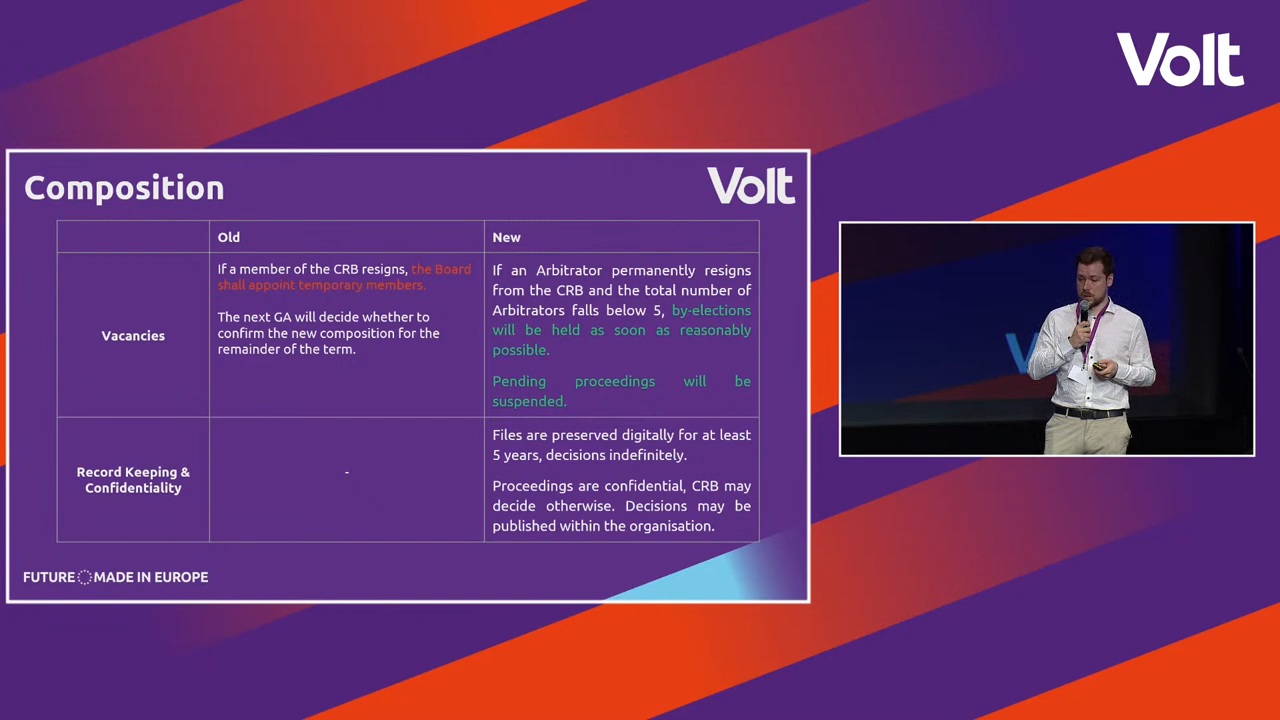 Volt
Composition
Volt
Old
New
Vacancies
If a member of the CRB resigns, the Board
shall appoint temporary members.
The next GA will decide whether to
confirm the new composition for the
remainder of the term.
If an Arbitrator permanently resigns
from the CRB and the total number of
Arbitrators falls below 5, by-elections
will be held as soon as reasonably
possible.
Pending proceedings will be
suspended.
Record Keeping &
Confidentiality
-
Files are preserved digitally for at least
5 years, decisions indefinitely.
Proceedings are confidential, CRB may
decide otherwise. Decisions may be
published within the organisation.
FUTURE MADE IN EUROPE